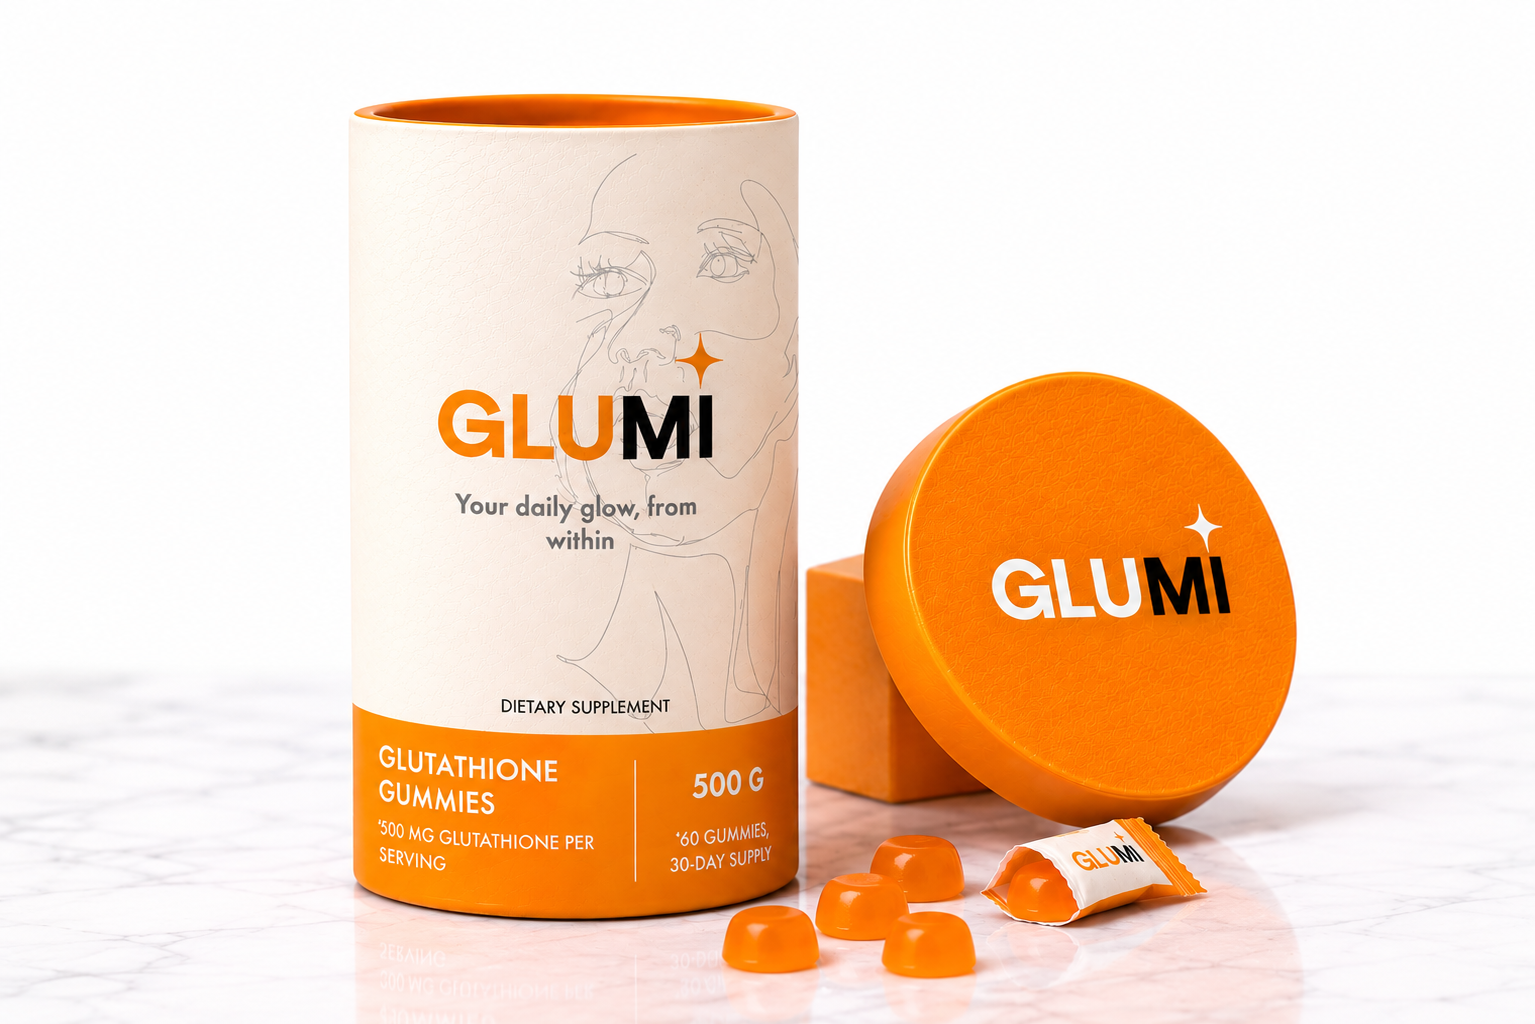 GLUMI
Your daily glow, from
within
DIETARY SUPPLEMENT
GLUTATHIONE
GUMMIES
*500 MG GLUTATHIONE PER
SERVING
500 G
*60 GUMMIES,
30-DAY SUPPLY
GLUMI
GLUMI